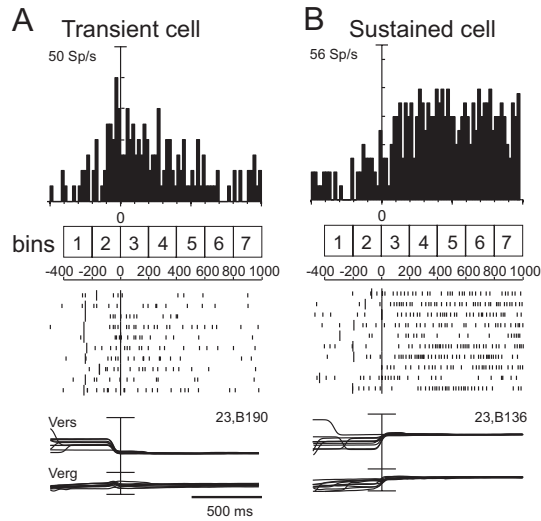 A
Transient cell
50 Sp/s
0
bins 1 2 3 4 5 6 7
-400 -200 0 200 400 600 800 1000
23,B190
Vers
Verg
500 ms
B
Sustained cell
56 Sp/s
0
1 2 3 4 5 6 7
-400 -200 0 200 400 600 800 1000
23,B136